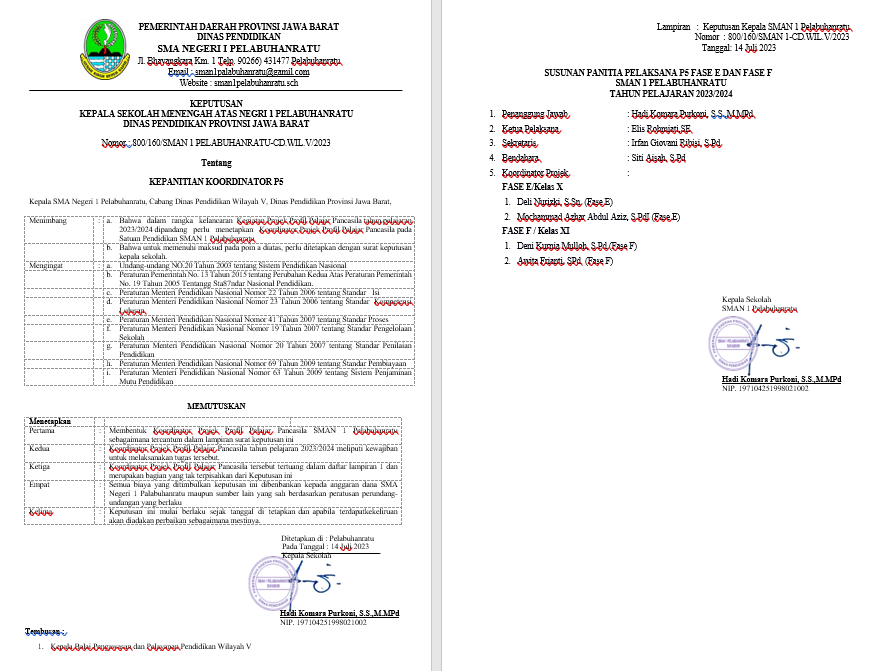 PEMERINTAH DAERAH PROVINSI JAWA BARAT
DINAS PENDIDIKAN
SMA NEGERI I PELABUHANRATU
Jl. Bhayangkara Km. 1 Telp. 90266) 431477 Pelabuhanratu
Email : sman1palabuhanratu@gamil.com
Website : sman1pelabuhanratu.sch
KEPUTUSAN
KEPALA SEKOLAH MENENGAH ATAS NEGRI 1 PELABUHANRATU
DINAS PENDIDIKAN PROVINSI JAWA BARAT
Nomor : 800/160/SMAN 1 PELABUHANRATU-CD.WIL.V/2023
Tentang
KEPANITIAN KOORDINATOR P5
Kepala SMA Negeri 1 Pelabuhanratu, Cabang Dinas Pendidikan Wilayah V, Dinas Pendidikan Provinsi Jawa Barat,
Menimbang : a. Bahwa dalam rangka kelancaran Kegiatan Projek Profil Pelajar Pancasila tahun pelajaran
2023/2024 dipandang perlu menetapkan Koordinator Projek Profil Pelajar Pancasila pada
Satuan Pendidikan SMAN 1 Pelabuhanratu
b. Bahwa untuk memenuhi maksud pada poin a diatas, perlu ditetapkan dengan surat keputusan
kepala sekolah.
Mengingat : a. Undang-undang NO.20 Tahun 2003 tentang Sistem Pendidikan Nasional
b. Peraturan Pemerintah No. 13 Tahun 2015 tentang Perubahan Kedua Atas Peraturan Pemerintah
No. 19 Tahun 2005 Tentangg Sta87ndar Nasional Pendidikan.
c. Peraturan Menteri Pendidikan Nasional Nomor 22 Tahun 2006 tentang Standar Isi
d. Peraturan Menteri Pendidikan Nasional Nomor 23 Tahun 2006 tentang Standar Kompetensi
Lulusan
e. Peraturan Menteri Pendidikan Nasional Nomor 41 Tahun 2007 tentang Standar Proses
f. Peraturan Menteri Pendidikan Nasional Nomor 19 Tahun 2007 tentang Standar Pengelolaan
Sekolah
g. Peraturan Menteri Pendidikan Nasional Nomor 20 Tahun 2007 tentang Standar Penilaian
Pendidikan
h. Peraturan Menteri Pendidikan Nasional Nomor 69 Tahun 2009 tentang Standar Pembiayaan
i. Peraturan Menteri Pendidikan Nasional Nomor 63 Tahun 2009 tentang Sistem Penjaminan
Mutu Pendidikan
MEMUTUSKAN
Menetapkan
Pertama : Membentuk Koordinator Projek Profil Pelajar Pancasila SMAN 1 Pelabuhanratu
sebagaimana tercantum dalam lampiran surat keputusan ini
Kedua : Koordinator Projek Profil Pelajar Pancasila tahun pelajaran 2023/2024 meliputi kewajiban
untuk melaksanakan tugas tersebut.
Ketiga : Koordinator Projek Profil Pelajar Pancasila tersebut tertuang dalam daftar lampiran 1 dan
merupakan bagian yang tak terpisahkan dari Keputusan ini
Empat : Semua biaya yang ditimbulkan keputusan ini dibenbankan kepada anggaran dana SMA
Negeri 1 Palabuhanratu maupun sumber lain yang sah berdasarkan peratusan perundang-
undangan yang berlaku
Kelima : Keputusan ini mulai berlaku sejak tanggal di tetapkan dan apabila terdapatkekeliruan
akan diadakan perbaikan sebagaimana mestinya.
Ditetapkan di : Pelabuhanratu
Pada Tanggal : 14 Juli 2023
Kepala Sekolah
Hadi Komara Purkoni, S.S.,M.MPd
NIP. 197104251998021002
Tembusan :
1. Kepala Balai Pengawasan dan Palayanan Pendidikan Wilayah V
Lampiran : Keputusan Kepala SMAN 1 Pelabuhanratu
Nomor : 800/160/SMAN 1-CD.WIL.V/2023
Tanggal: 14 Juli 2023
SUSUNAN PANITIA PELAKSANA P5 FASE E DAN FASE F
SMAN 1 PELABUHANRATU
TAHUN PELAJARAN 2023/2024
1. Penanggung Jawab : Hadi Komara Purkoni, S.S.,M.MPd
2. Ketua Pelaksana : Elis Rohmiati,SE
3. Sekretaris : Irfan Giovani Ribisi, S.Pd
4. Bendahara : Siti Aisah, S.Pd
5. Koordinator Projek :
FASE E/Kelas X
1. Deli Nurizki, S.Sn (Fase E)
2. Mochammad Azhar Abdul Aziz, S.PdI (Fase E)
FASE F / Kelas XI
1. Deni Kurnia Mulloh, S.Pd (Fase F)
2. Anita Frianti, SPd (Fase F)
Kepala Sekolah
SMAN 1 Pelabuhanratu
Hadi Komara Purkoni, S.S.,M.MPd
NIP. 197104251998021002